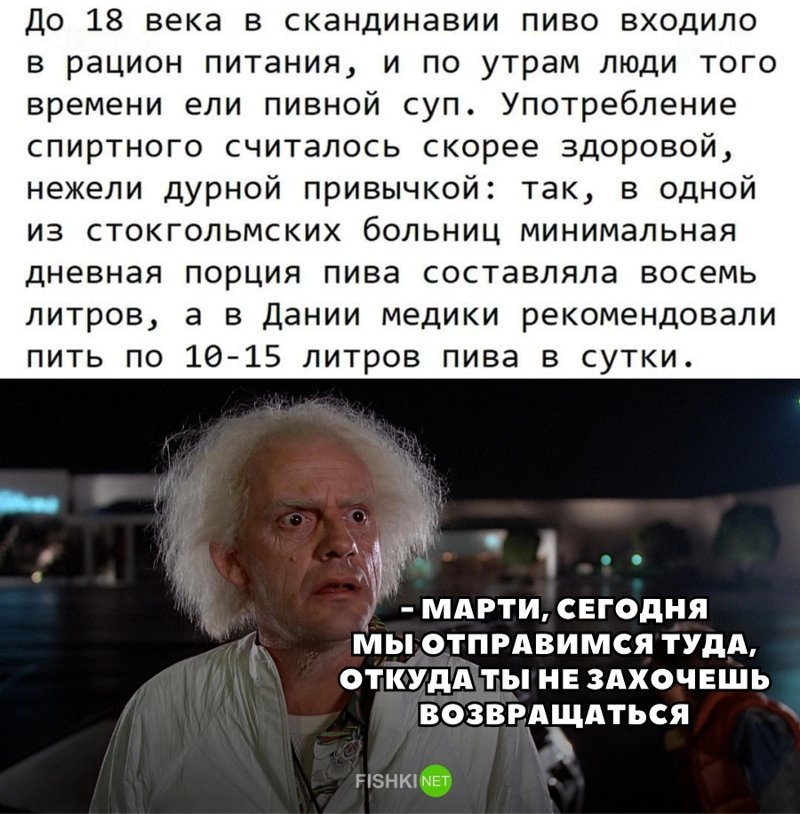 До 18 века в скандинавии пиво входило
в рацион питания, и по утрам люди того
времени ели пивной суп. Употребление
спиртного считалось скорее здоровой,
нежели дурной привычкой: так, в одной
из стокгольмских больниц минимальная
дневная порция пива составляла восемь
литров, а в Дании медики рекомендовали
пить по 10-15 литров пива в сутки.
- МАРТИ, СЕГОДНЯ
МЫ ОТПРАВИМСЯ ТУДА,
ОТКУДА ТЫ НЕ ЗАХОЧЕШЬ
ВОЗВРАЩАТЬСЯ
FISHKI NET